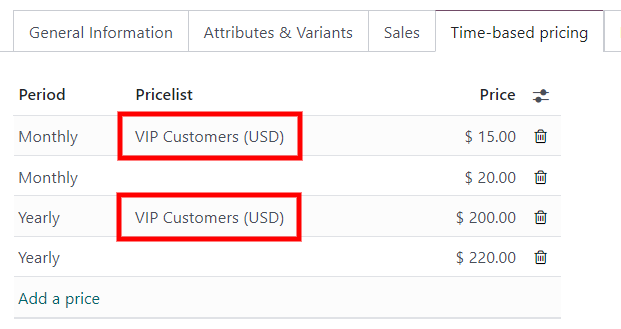 General Information Attributes & Variants Sales Time-based pricing
Period Pricelist Price
Monthly VIP Customers (USD) $ 15.00
Monthly $ 20.00
Yearly VIP Customers (USD) $ 200.00
Yearly $ 220.00
Add a price